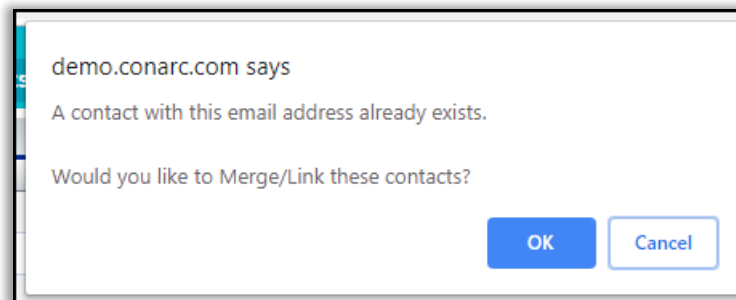 demo.conarc.com says
A contact with this email address already exists.
Would you like to Merge/Link these contacts?
OK
Cancel